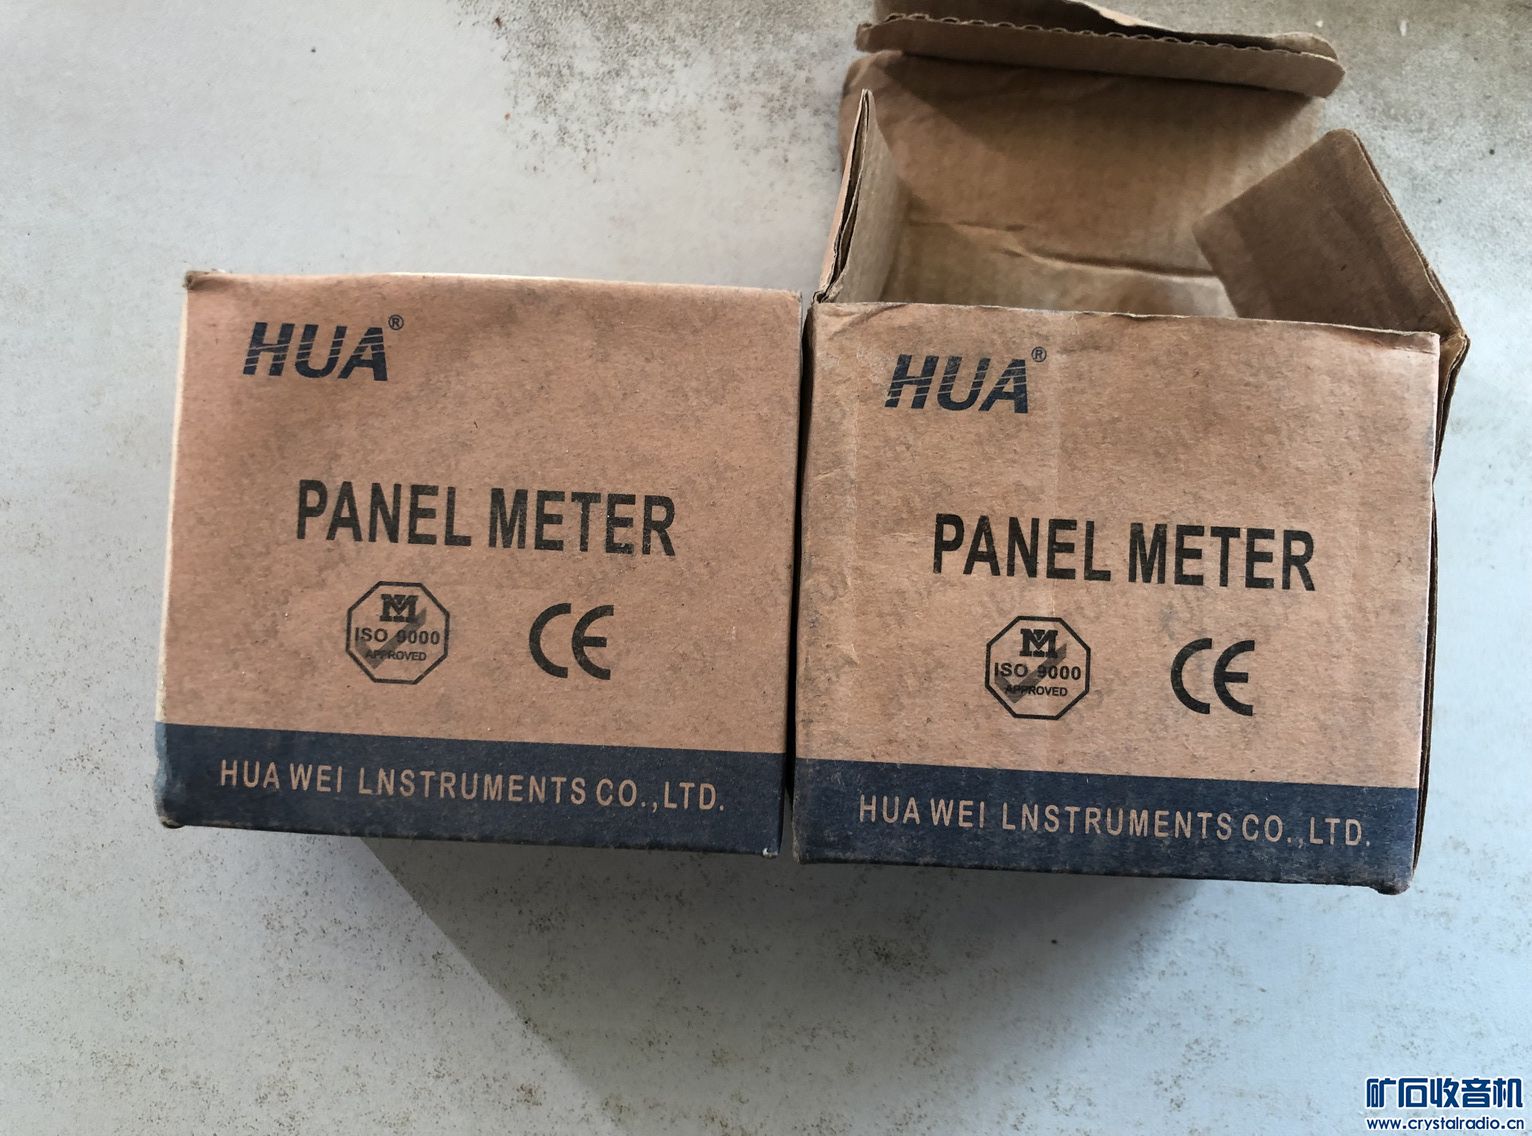 HUA®
PANEL METER
ISO 9000
APPROVED
CE
HUA WEI LNSTRUMENTS CO.,LTD.
HUA®
PANEL METER
ISO 9000
APPROVED
CE
HUA WEI LNSTRUMENTS CO.,LTD.
矿石收音机
www.crystalradio.cn